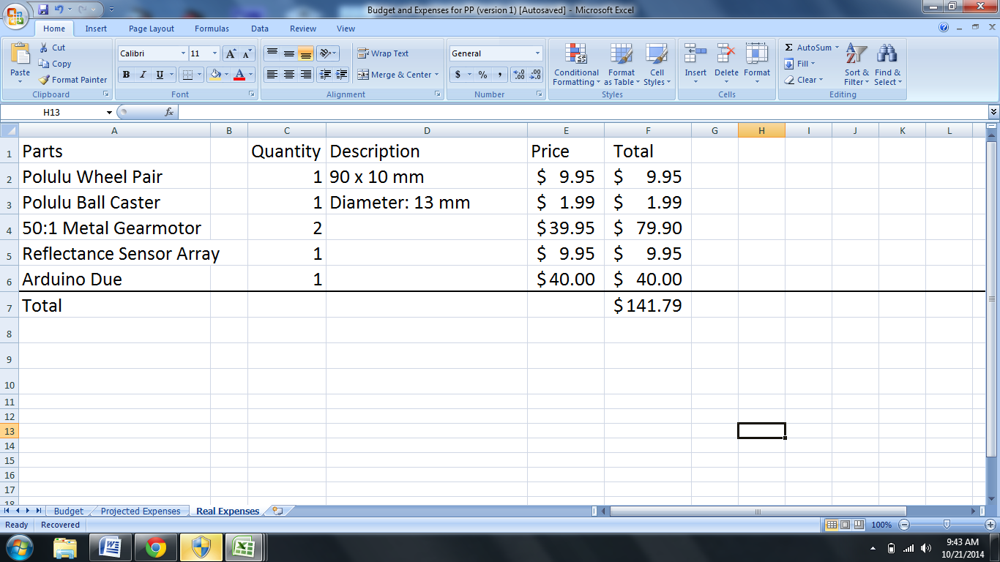 Budget and Expenses for PP (version 1) [Autosaved] - Microsoft Excel
Home Insert Page Layout Formulas Data Review View
Paste Cut Copy Format Painter Clipboard
Calibri 11 A A B I U A Font
Wrap Text Merge & Center Alignment
General $ % , .0 .00 .00 .0 Number
Conditional Formatting Format as Table Cell Styles Styles
Insert Delete Format Cells
Σ AutoSum Fill Clear Sort & Filter Find & Select Editing
H13 fx
A B C D E F G H I J K L
1 Parts Quantity Description Price Total
2 Polulu Wheel Pair 1 90 x 10 mm $ 9.95 $ 9.95
3 Polulu Ball Caster 1 Diameter: 13 mm $ 1.99 $ 1.99
4 50:1 Metal Gearmotor 2 $39.95 $ 79.90
5 Reflectance Sensor Array 1 $ 9.95 $ 9.95
6 Arduino Due 1 $40.00 $ 40.00
7 Total $141.79
8
9
10
11
12
13
14
15
16
17
18
Budget Projected Expenses Real Expenses
Ready Recovered 100%
9:43 AM
10/21/2014